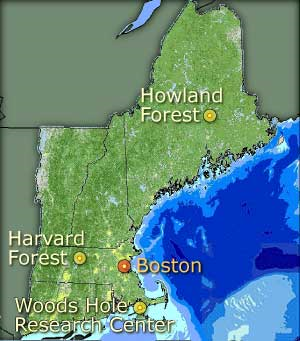 Howland
Forest
Harvard
Forest
Boston
Woods Hole
Research Center